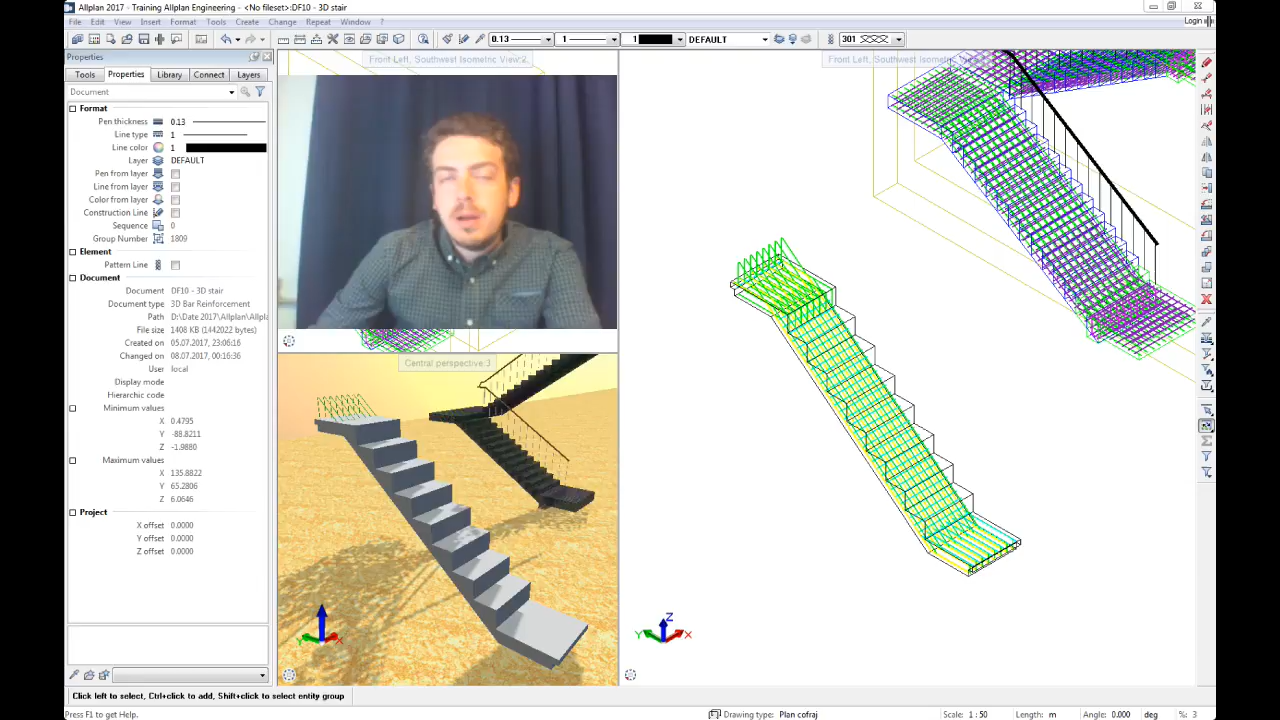 Allplan 2017 - Training Allplan Engineering - <No fileset>:DF10 - 3D stair
File Edit View Insert Format Tools Create Change Repeat Window ?
Login
0.13 1 1 DEFAULT 301
Properties
Tools Properties Library Connect Layers
Document
Format
Pen thickness 0.13
Line type 1
Line color 1
Layer DEFAULT
Pen from layer
Line from layer
Color from layer
Construction Line
Sequence 0
Group Number 1809
Element
Pattern Line
Document
Document DF10 - 3D stair
Document type 3D Bar Reinforcement
Path D:\Date 2017\Allplan\Allpla
File size 1408 KB (1442022 bytes)
Created on 05.07.2017, 23:06:16
Changed on 08.07.2017, 00:16:36
User local
Display mode
Hierarchic code
Minimum values
X 0.4795
Y -88.8211
Z -1.9880
Maximum values
X 135.8822
Y 65.2806
Z 6.0646
Project
X offset 0.0000
Y offset 0.0000
Z offset 0.0000
Front Left, Southwest Isometric View:2
Front Left, Southwest Isometric
Central perspective:3
Z
Y X
Y X
Click left to select, Ctrl+click to add, Shift+click to select entity group
Press F1 to get Help.
Drawing type: Plan cofraj
Scale: 1 : 50
Length: m
Angle: 0.000
deg
%: 3